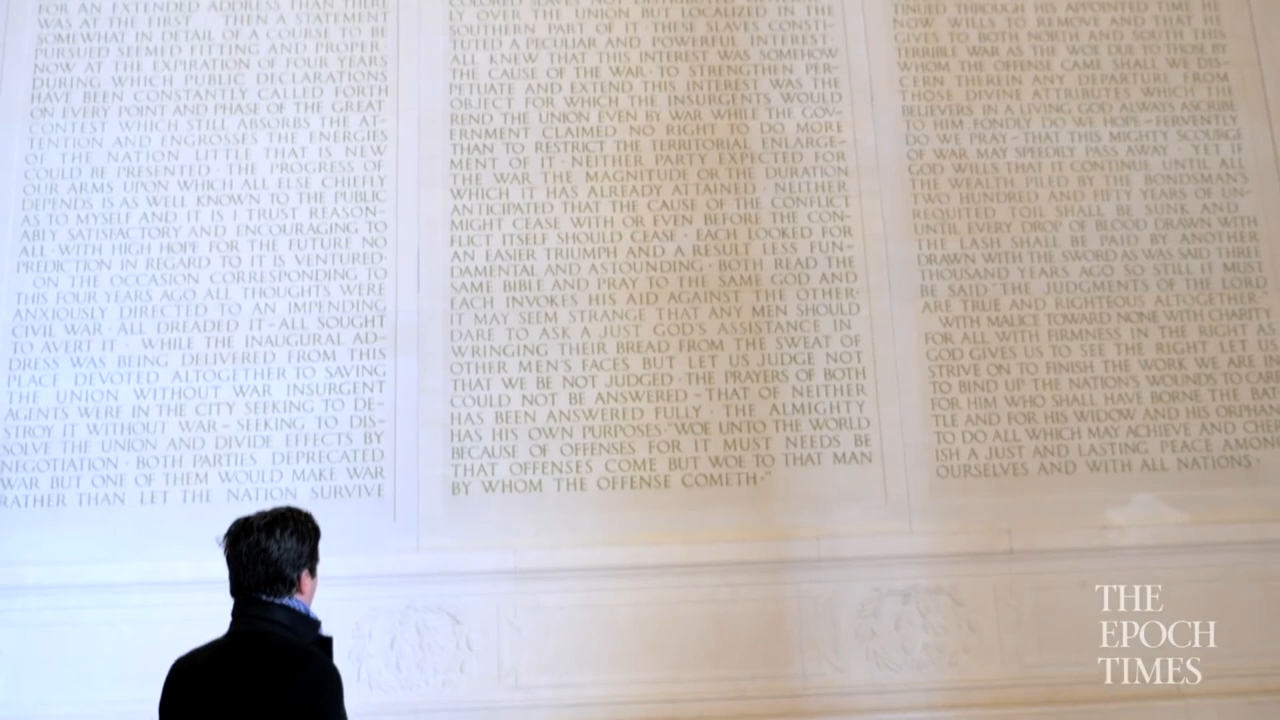 FOR AN EXTENDED ADDRESS THAN THERE
WAS AT THE FIRST · THEN A STATEMENT
SOMEWHAT IN DETAIL OF A COURSE TO BE
PURSUED SEEMED FITTING AND PROPER·
NOW AT THE EXPIRATION OF FOUR YEARS
DURING WHICH PUBLIC DECLARATIONS
HAVE BEEN CONSTANTLY CALLED FORTH
ON EVERY POINT AND PHASE OF THE GREAT
CONTEST WHICH STILL ABSORBS THE AT-
TENTION AND ENGROSSES THE ENERGIES
OF THE NATION LITTLE THAT IS NEW
COULD BE PRESENTED · THE PROGRESS OF
OUR ARMS UPON WHICH ALL ELSE CHIEFLY
DEPENDS IS AS WELL KNOWN TO THE PUBLIC
AS TO MYSELF AND IT IS I TRUST REASON-
ABLY SATISFACTORY AND ENCOURAGING TO
ALL · WITH HIGH HOPE FOR THE FUTURE NO
PREDICTION IN REGARD TO IT IS VENTURED·
ON THE OCCASION CORRESPONDING TO
THIS FOUR YEARS AGO ALL THOUGHTS WERE
ANXIOUSLY DIRECTED TO AN IMPENDING
CIVIL WAR · ALL DREADED IT–ALL SOUGHT
TO AVERT IT · WHILE THE INAUGURAL AD-
DRESS WAS BEING DELIVERED FROM THIS
PLACE DEVOTED ALTOGETHER TO SAVING
THE UNION WITHOUT WAR INSURGENT
AGENTS WERE IN THE CITY SEEKING TO DE-
STROY IT WITHOUT WAR–SEEKING TO DIS-
SOLVE THE UNION AND DIVIDE EFFECTS BY
NEGOTIATION · BOTH PARTIES DEPRECATED
WAR BUT ONE OF THEM WOULD MAKE WAR
RATHER THAN LET THE NATION SURVIVE
COLORED SLAVES NOT DISTRIBUTED GENERAL-
LY OVER THE UNION BUT LOCALIZED IN THE
SOUTHERN PART OF IT · THESE SLAVES CONSTI-
TUTED A PECULIAR AND POWERFUL INTEREST·
ALL KNEW THAT THIS INTEREST WAS SOMEHOW
THE CAUSE OF THE WAR · TO STRENGTHEN PER-
PETUATE AND EXTEND THIS INTEREST WAS THE
OBJECT FOR WHICH THE INSURGENTS WOULD
REND THE UNION EVEN BY WAR WHILE THE GOV-
ERNMENT CLAIMED NO RIGHT TO DO MORE
THAN TO RESTRICT THE TERRITORIAL ENLARGE-
MENT OF IT · NEITHER PARTY EXPECTED FOR
THE WAR THE MAGNITUDE OR THE DURATION
WHICH IT HAS ALREADY ATTAINED · NEITHER
ANTICIPATED THAT THE CAUSE OF THE CONFLICT
MIGHT CEASE WITH OR EVEN BEFORE THE CON-
FLICT ITSELF SHOULD CEASE · EACH LOOKED FOR
AN EASIER TRIUMPH AND A RESULT LESS FUN-
DAMENTAL AND ASTOUNDING · BOTH READ THE
SAME BIBLE AND PRAY TO THE SAME GOD AND
EACH INVOKES HIS AID AGAINST THE OTHER·
IT MAY SEEM STRANGE THAT ANY MEN SHOULD
DARE TO ASK A JUST GOD'S ASSISTANCE IN
WRINGING THEIR BREAD FROM THE SWEAT OF
OTHER MEN'S FACES BUT LET US JUDGE NOT
THAT WE BE NOT JUDGED · THE PRAYERS OF BOTH
COULD NOT BE ANSWERED–THAT OF NEITHER
HAS BEEN ANSWERED FULLY · THE ALMIGHTY
HAS HIS OWN PURPOSES·"WOE UNTO THE WORLD
BECAUSE OF OFFENSES FOR IT MUST NEEDS BE
THAT OFFENSES COME BUT WOE TO THAT MAN
BY WHOM THE OFFENSE COMETH·"
TINUED THROUGH HIS APPOINTED TIME HE
NOW WILLS TO REMOVE AND THAT HE
GIVES TO BOTH NORTH AND SOUTH THIS
TERRIBLE WAR AS THE WOE DUE TO THOSE BY
WHOM THE OFFENSE CAME SHALL WE DIS-
CERN THEREIN ANY DEPARTURE FROM
THOSE DIVINE ATTRIBUTES WHICH THE
BELIEVERS IN A LIVING GOD ALWAYS ASCRIBE
TO HIM · FONDLY DO WE HOPE–FERVENTLY
DO WE PRAY–THAT THIS MIGHTY SCOURGE
OF WAR MAY SPEEDILY PASS AWAY · YET IF
GOD WILLS THAT IT CONTINUE UNTIL ALL
THE WEALTH PILED BY THE BONDSMAN'S
TWO HUNDRED AND FIFTY YEARS OF UN-
REQUITED TOIL SHALL BE SUNK AND
UNTIL EVERY DROP OF BLOOD DRAWN WITH
THE LASH SHALL BE PAID BY ANOTHER
DRAWN WITH THE SWORD AS WAS SAID THREE
THOUSAND YEARS AGO SO STILL IT MUST
BE SAID "THE JUDGMENTS OF THE LORD
ARE TRUE AND RIGHTEOUS ALTOGETHER·"
WITH MALICE TOWARD NONE WITH CHARITY
FOR ALL WITH FIRMNESS IN THE RIGHT AS
GOD GIVES US TO SEE THE RIGHT LET US
STRIVE ON TO FINISH THE WORK WE ARE IN
TO BIND UP THE NATION'S WOUNDS TO CARE
FOR HIM WHO SHALL HAVE BORNE THE BAT
TLE AND FOR HIS WIDOW AND HIS ORPHAN
TO DO ALL WHICH MAY ACHIEVE AND CHER
ISH A JUST AND LASTING PEACE AMONG
OURSELVES AND WITH ALL NATIONS·
THE
EPOCH
TIMES